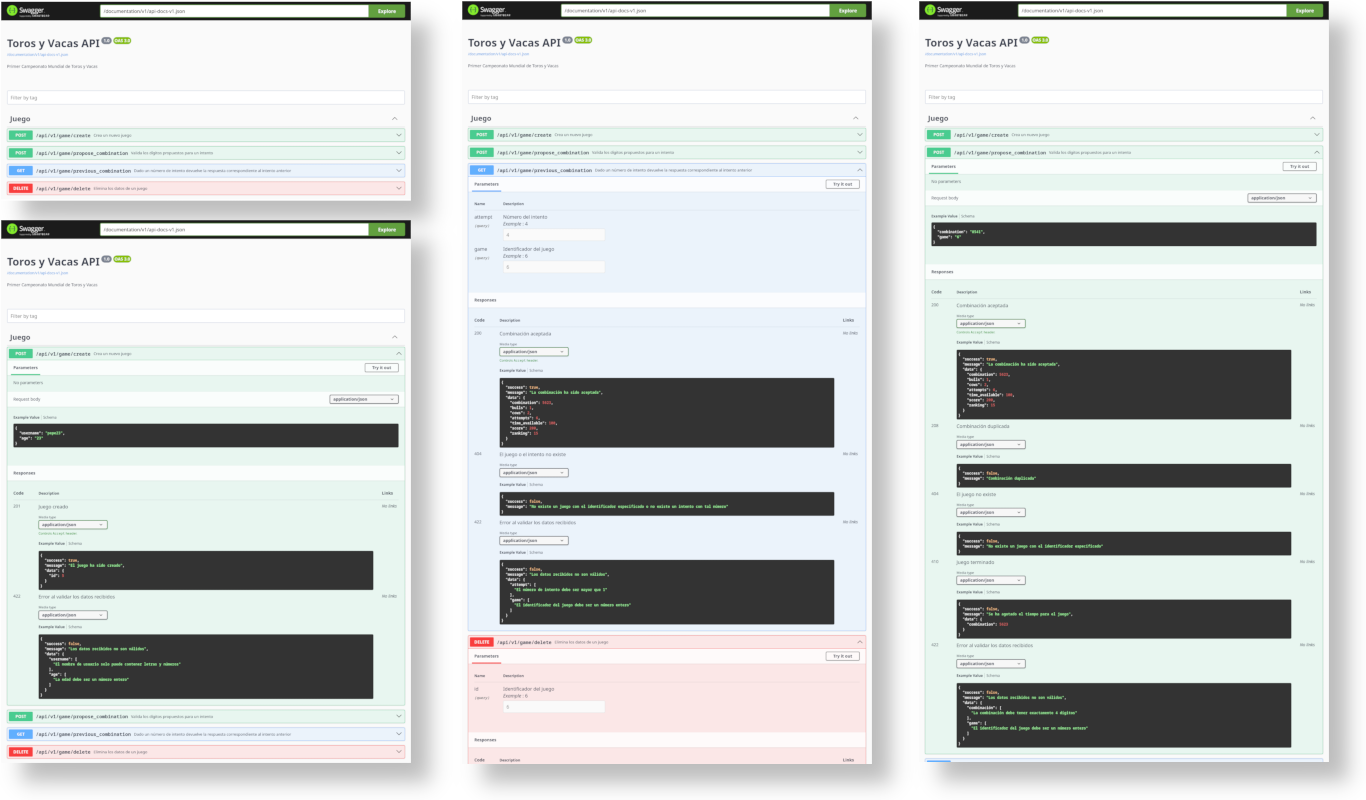 Swagger
/documentation/v1/api-docs-v1.json
Explore
Toros y Vacas API 1.0 OAS 3.0
/documentation/v1/api-docs-v1.json
Primer Campeonato Mundial de Toros y Vacas
Filter by tag
Juego
POST /api/v1/game/create Crea un nuevo juego
POST /api/v1/game/propose_combination Valida los dígitos propuestos para un intento
GET /api/v1/game/previous_combination Dado un número de intento devuelve la respuesta correspondiente al intento anterior
DELETE /api/v1/game/delete Elimina los datos de un juego
Swagger
/documentation/v1/api-docs-v1.json
Explore
Toros y Vacas API 1.0 OAS 3.0
/documentation/v1/api-docs-v1.json
Primer Campeonato Mundial de Toros y Vacas
Filter by tag
Juego
POST /api/v1/game/create Crea un nuevo juego
Parameters
Try it out
No parameters
Request body
application/json
Example Value | Schema
{
"username": "pepe23",
"age": "23"
}
Responses
Code Description Links
201 Juego creado No links
Media type
application/json
Controls Accept header.
Example Value | Schema
{
"success": true,
"message": "El juego ha sido creado",
"data": {
"id":
}
}
422 Error al validar los datos recibidos No links
Media type
application/json
Example Value | Schema
{
"success": false,
"message": "Los datos recibidos no son válidos",
"data": {
"username": [
"El nombre de usuario solo puede contener letras y números"
],
"age": [
"La edad debe ser un número entero"
]
}
}
POST /api/v1/game/propose_combination Valida los dígitos propuestos para un intento
GET /api/v1/game/previous_combination Dado un número de intento devuelve la respuesta correspondiente al intento anterior
DELETE /api/v1/game/delete Elimina los datos de un juego
Swagger
/documentation/v1/api-docs-v1.json
Explore
Toros y Vacas API 1.0 OAS 3.0
/documentation/v1/api-docs-v1.json
Primer Campeonato Mundial de Toros y Vacas
Filter by tag
Juego
POST /api/v1/game/create Crea un nuevo juego
POST /api/v1/game/propose_combination Valida los dígitos propuestos para un intento
GET /api/v1/game/previous_combination Dado un número de intento devuelve la respuesta correspondiente al intento anterior
Parameters
Try it out
Name Description
attempt Número del intento
(query) Example : 4
4
game Identificador del juego
(query) Example : 6
Responses
Code Description Links
200 Combinación aceptada No links
Media type
application/json
Controls Accept header.
Example Value | Schema
{
"success": true,
"message": "La combinación ha sido aceptada",
"data": {
"combination":
"bulls":
"cows":
"attempts":
"time_available":
"score":
"ranking":
}
}
404 El juego o el intento no existe No links
Media type
application/json
Example Value | Schema
{
"success": false,
"message": "No existe un juego con el identificador especificado o no existe un intento con tal número"
}
422 Error al validar los datos recibidos No links
Media type
application/json
Example Value | Schema
{
"success": false,
"message": "Los datos recibidos no son válidos",
"data": {
"attempt": [
"El número de intento debe ser mayor que 1"
],
"game": [
"El identificador del juego debe ser un número entero"
]
}
}
DELETE /api/v1/game/delete Elimina los datos de un juego
Parameters
Try it out
Name Description
id Identificador del juego
(query) Example : 6
Responses
Code Description Links
Swagger
/documentation/v1/api-docs-v1.json
Explore
Toros y Vacas API 1.0 OAS 3.0
/documentation/v1/api-docs-v1.json
Primer Campeonato Mundial de Toros y Vacas
Filter by tag
Juego
POST /api/v1/game/create Crea un nuevo juego
POST /api/v1/game/propose_combination Valida los dígitos propuestos para un intento
Parameters
Try it out
No parameters
Request body
application/json
Example Value | Schema
{
"combination":
"game":
}
Responses
Code Description Links
200 Combinación aceptada No links
Media type
application/json
Controls Accept header.
Example Value | Schema
{
"success": true,
"message": "La combinación ha sido aceptada",
"data": {
"combination":
"bulls":
"cows":
"attempts":
"time_available":
"score":
"ranking":
}
}
Combinación duplicada No links
Media type
application/json
Example Value | Schema
{
"success": false,
"message": "Combinación duplicada"
}
404 El juego no existe No links
Media type
application/json
Example Value | Schema
{
"success": false,
"message": "No existe un juego con el identificador especificado"
}
410 Juego terminado No links
Media type
application/json
Example Value | Schema
{
"success": false,
"message": "Se ha agotado el tiempo para el juego",
"data": {
"combination":
}
}
422 Error al validar los datos recibidos No links
Media type
application/json
Example Value | Schema
{
"success": false,
"message": "Los datos recibidos no son válidos",
"data": {
"combinación": [
"La combinación debe tener exactamente 4 dígitos"
],
"game": [
"El identificador del juego debe ser un número entero"
]
}
}